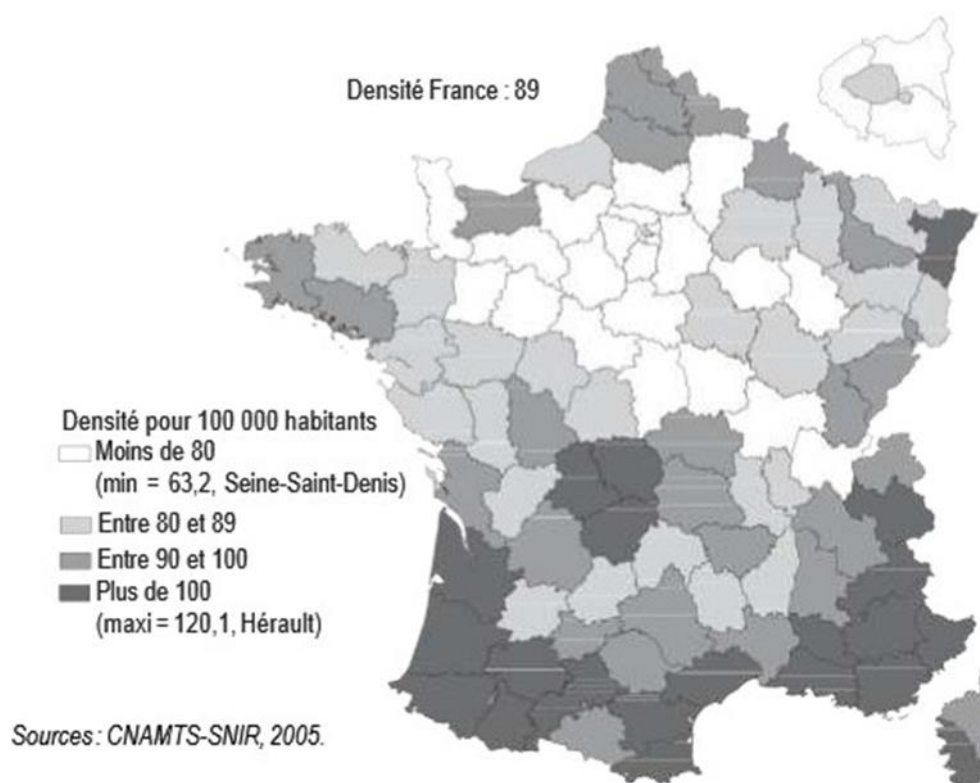 Densité France : 89
Densité pour 100 000 habitants
Moins de 80
(min = 63,2, Seine-Saint-Denis)
Entre 80 et 89
Entre 90 et 100
Plus de 100
(maxi = 120,1, Hérault)
Sources : CNAMTS-SNIR, 2005.